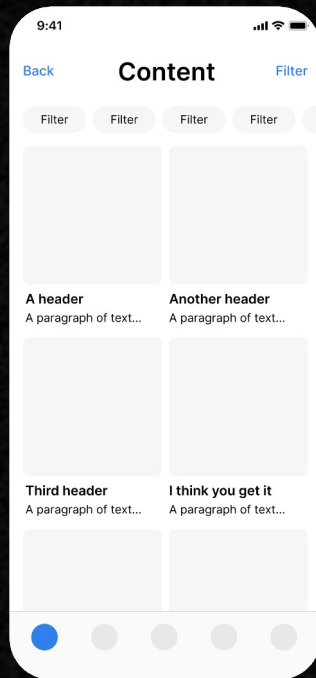 9:41
Back Content Filter
Filter Filter Filter Filter
A header Another header
A paragraph of text... A paragraph of text...
Third header I think you get it
A paragraph of text... A paragraph of text...